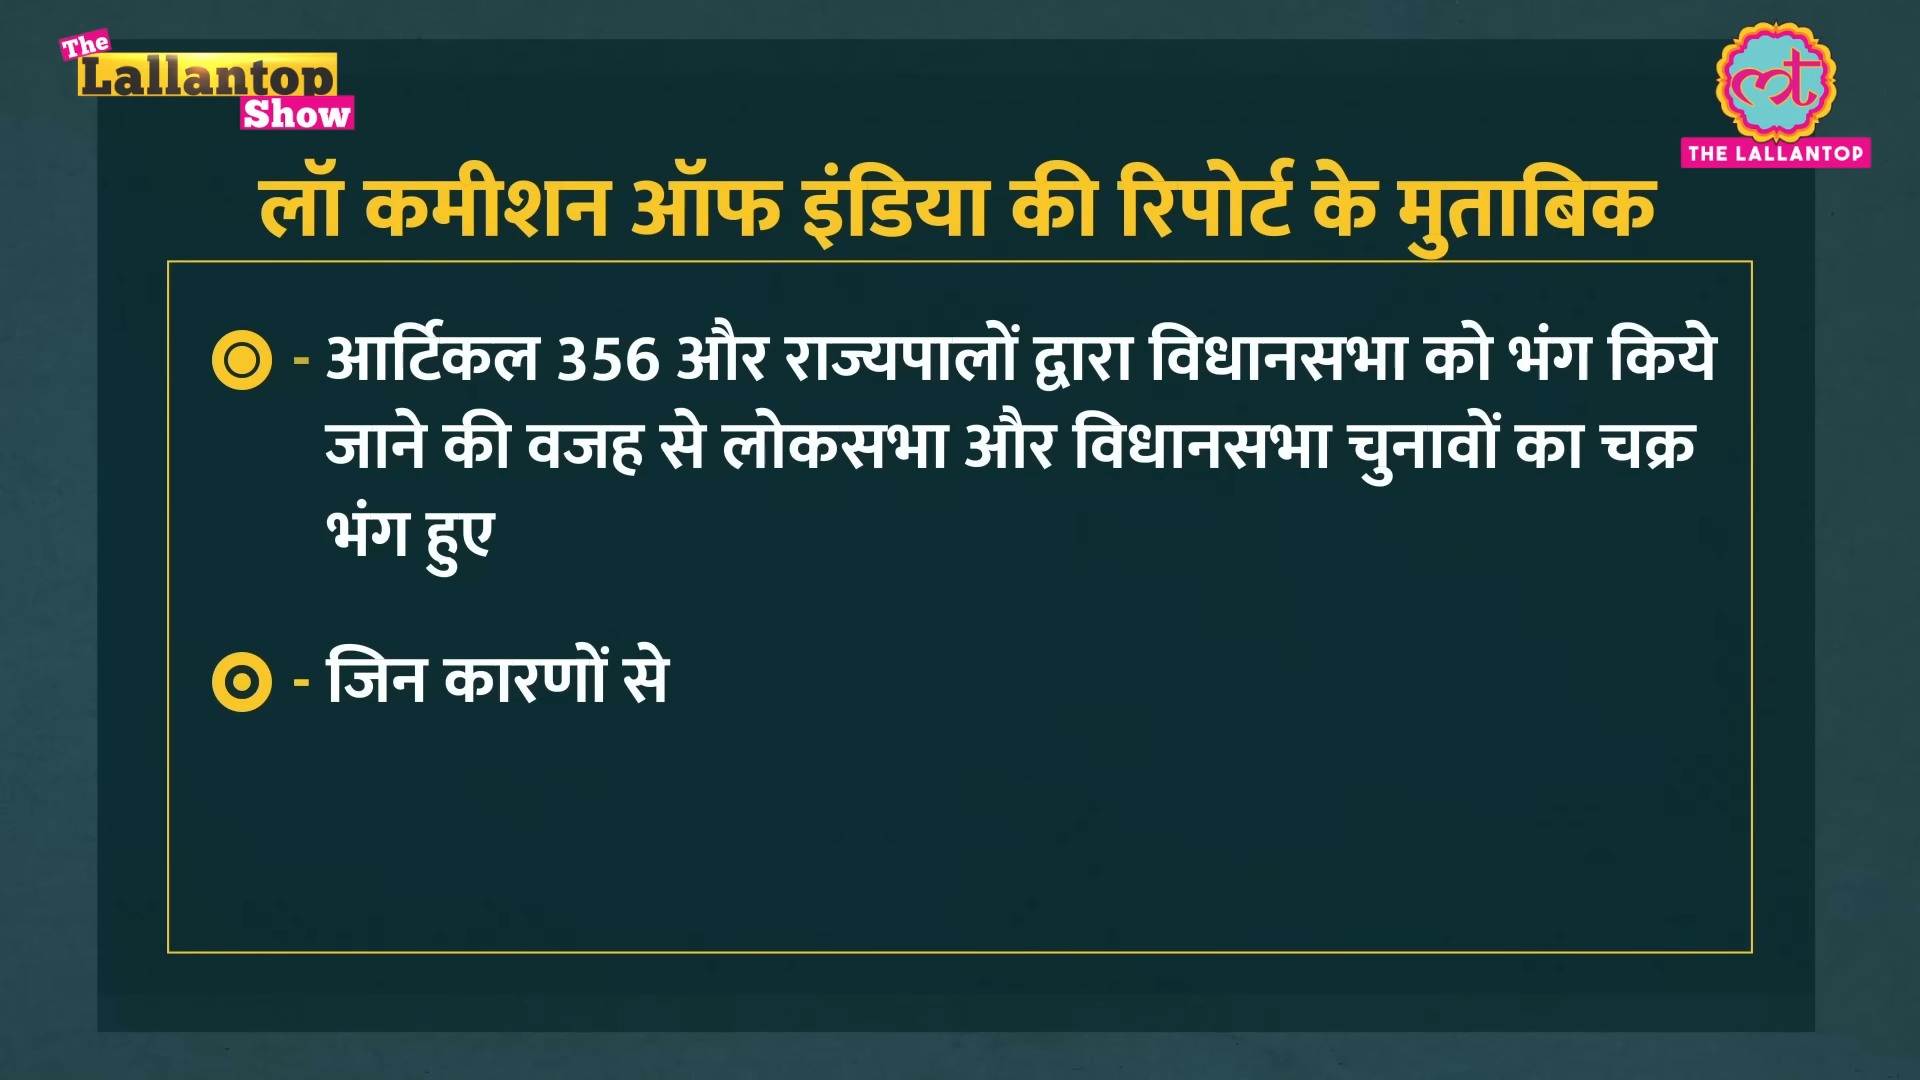 The
Lallantop
Show
THE LALLANTOP
लॉ कमीशन ऑफ इंडिया की रिपोर्ट के मुताबिक
- आर्टिकल 356 और राज्यपालों द्वारा विधानसभा को भंग किये
जाने की वजह से लोकसभा और विधानसभा चुनावों का चक्र
भंग हुए
- जिन कारणों से